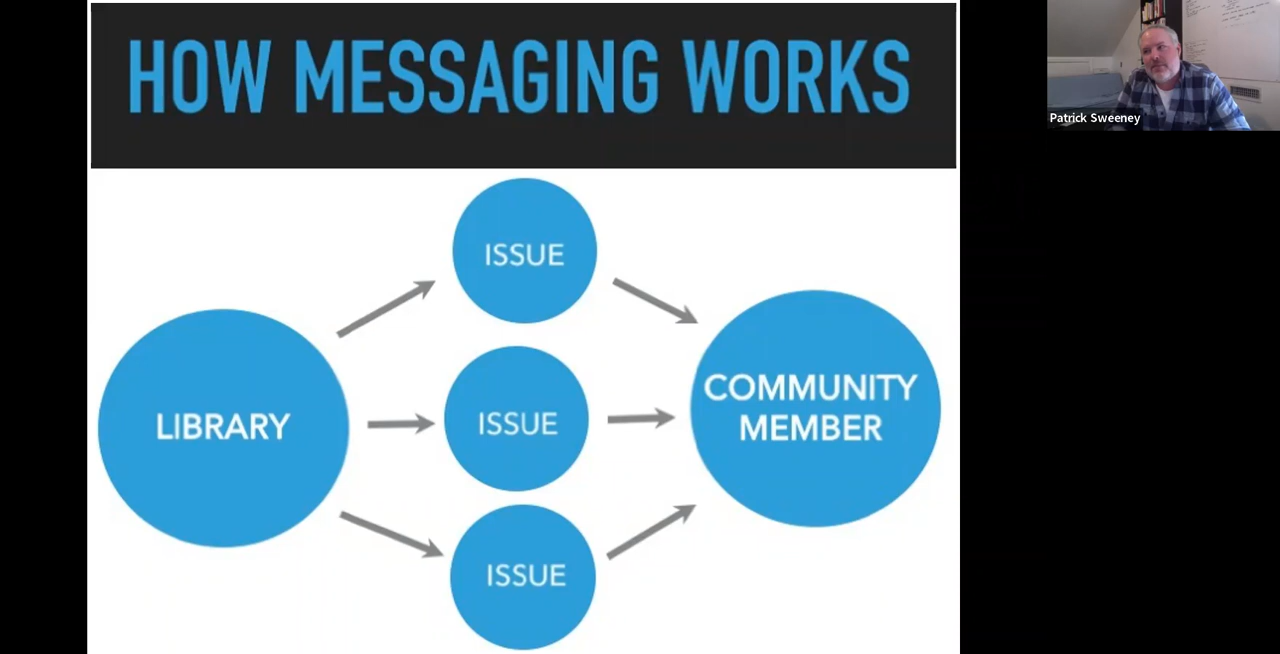 HOW MESSAGING WORKS
Patrick Sweeney
ISSUE
LIBRARY
ISSUE
COMMUNITY
MEMBER
ISSUE